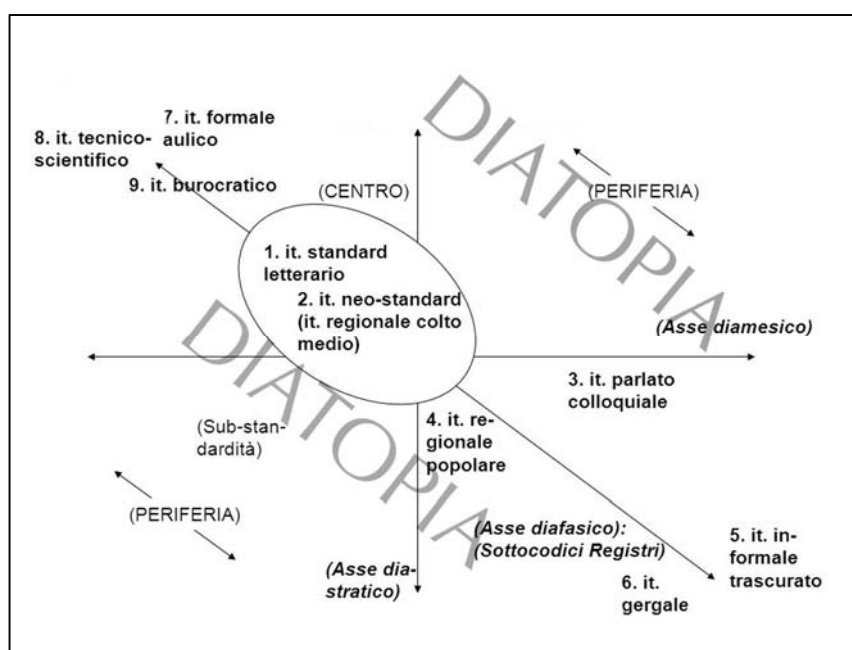 DIATOPIA
7. it. formale
aulico
8. it. tecnico-
scientifico
9. it. burocratico
(CENTRO)
(PERIFERIA)
1. it. standard
letterario
2. it. neo-standard
(it. regionale colto
medio)
DIATOPIA
(Asse diamesico)
3. it. parlato
colloquiale
(Sub-stan-
dardità)
4. it. re-
gionale
popolare
(PERIFERIA)
(Asse diafasico):
(Sottocodici Registri)
5. it. in-
formale
trascurato
(Asse dia-
stratico)
6. it.
gergale